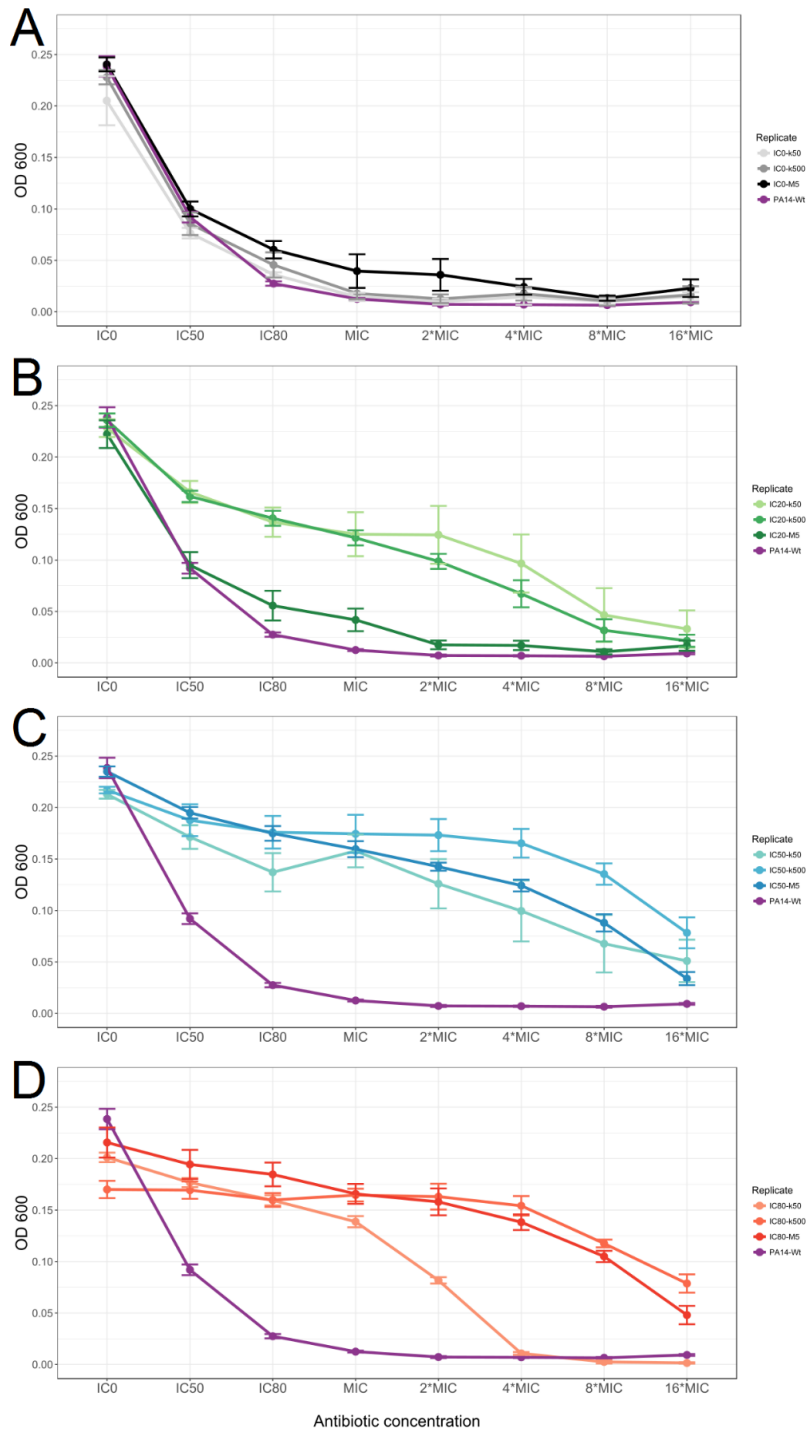 A
0.25
0.20
0.15
0.10
0.05
0.00
OD 600
IC0 IC50 IC80 MIC 2*MIC 4*MIC 8*MIC 16*MIC
Replicate
IC0-k50
IC0-k500
IC0-M5
PA14-Wt
B
0.25
0.20
0.15
0.10
0.05
0.00
OD 600
IC0 IC50 IC80 MIC 2*MIC 4*MIC 8*MIC 16*MIC
Replicate
IC20-k50
IC20-k500
IC20-M5
PA14-Wt
C
0.25
0.20
0.15
0.10
0.05
0.00
OD 600
IC0 IC50 IC80 MIC 2*MIC 4*MIC 8*MIC 16*MIC
Replicate
IC50-k50
IC50-k500
IC50-M5
PA14-Wt
D
0.25
0.20
0.15
0.10
0.05
0.00
OD 600
IC0 IC50 IC80 MIC 2*MIC 4*MIC 8*MIC 16*MIC
Replicate
IC80-k50
IC80-k500
IC80-M5
PA14-Wt
Antibiotic concentration